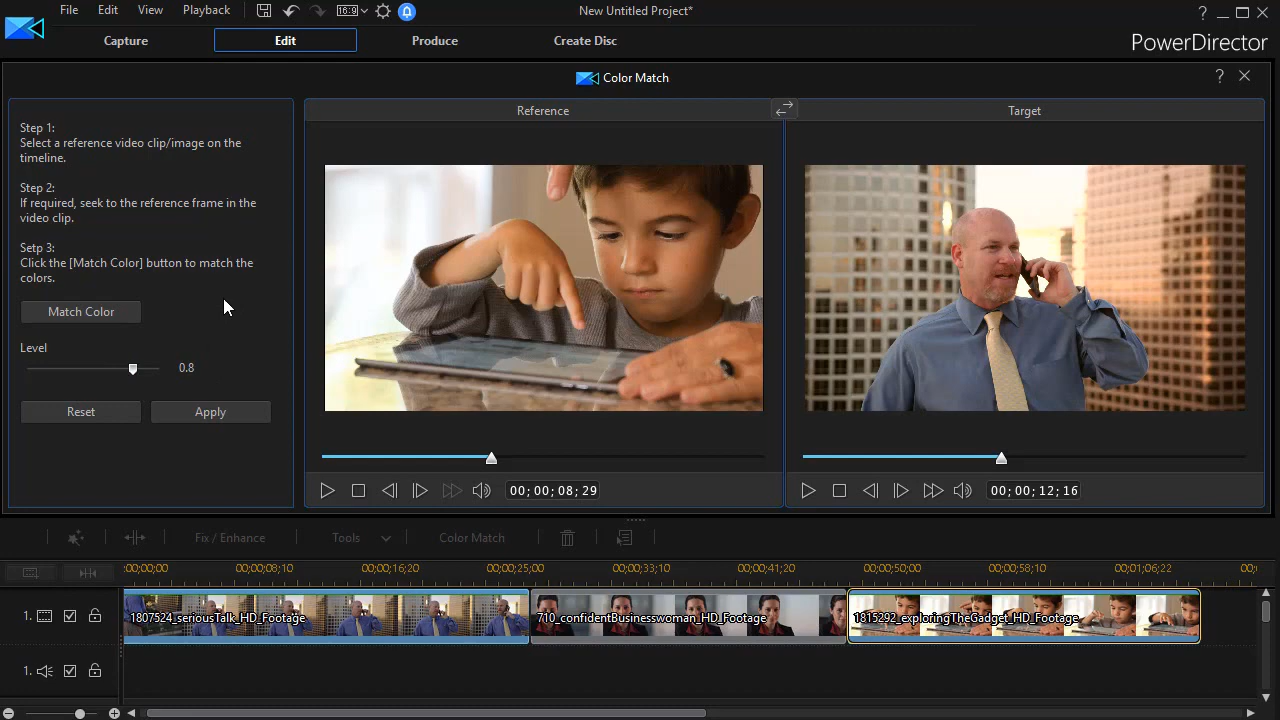 File Edit View Playback 16:9 New Untitled Project* ?
Capture Edit Produce Create Disc PowerDirector
Color Match ?
Reference Target
Step 1:
Select a reference video clip/image on the
timeline.
Step 2:
If required, seek to the reference frame in the
video clip.
Setp 3:
Click the [Match Color] button to match the
colors.
Match Color
Level
0.8
Reset Apply
00; 00; 08; 29 00; 00; 12; 16
Fix / Enhance Tools Color Match
:00;00;00 00;00;08;10 00;00;16;20 00;00;25;00 00;00;33;10 00;00;41;20 00;00;50;00 00;00;58;10 00;01;06;22
1. 1807524_seriousTalk_HD_Footage 710_confidentBusinesswoman_HD_Footage 1815292_exploringTheGadget_HD_Footage
1.